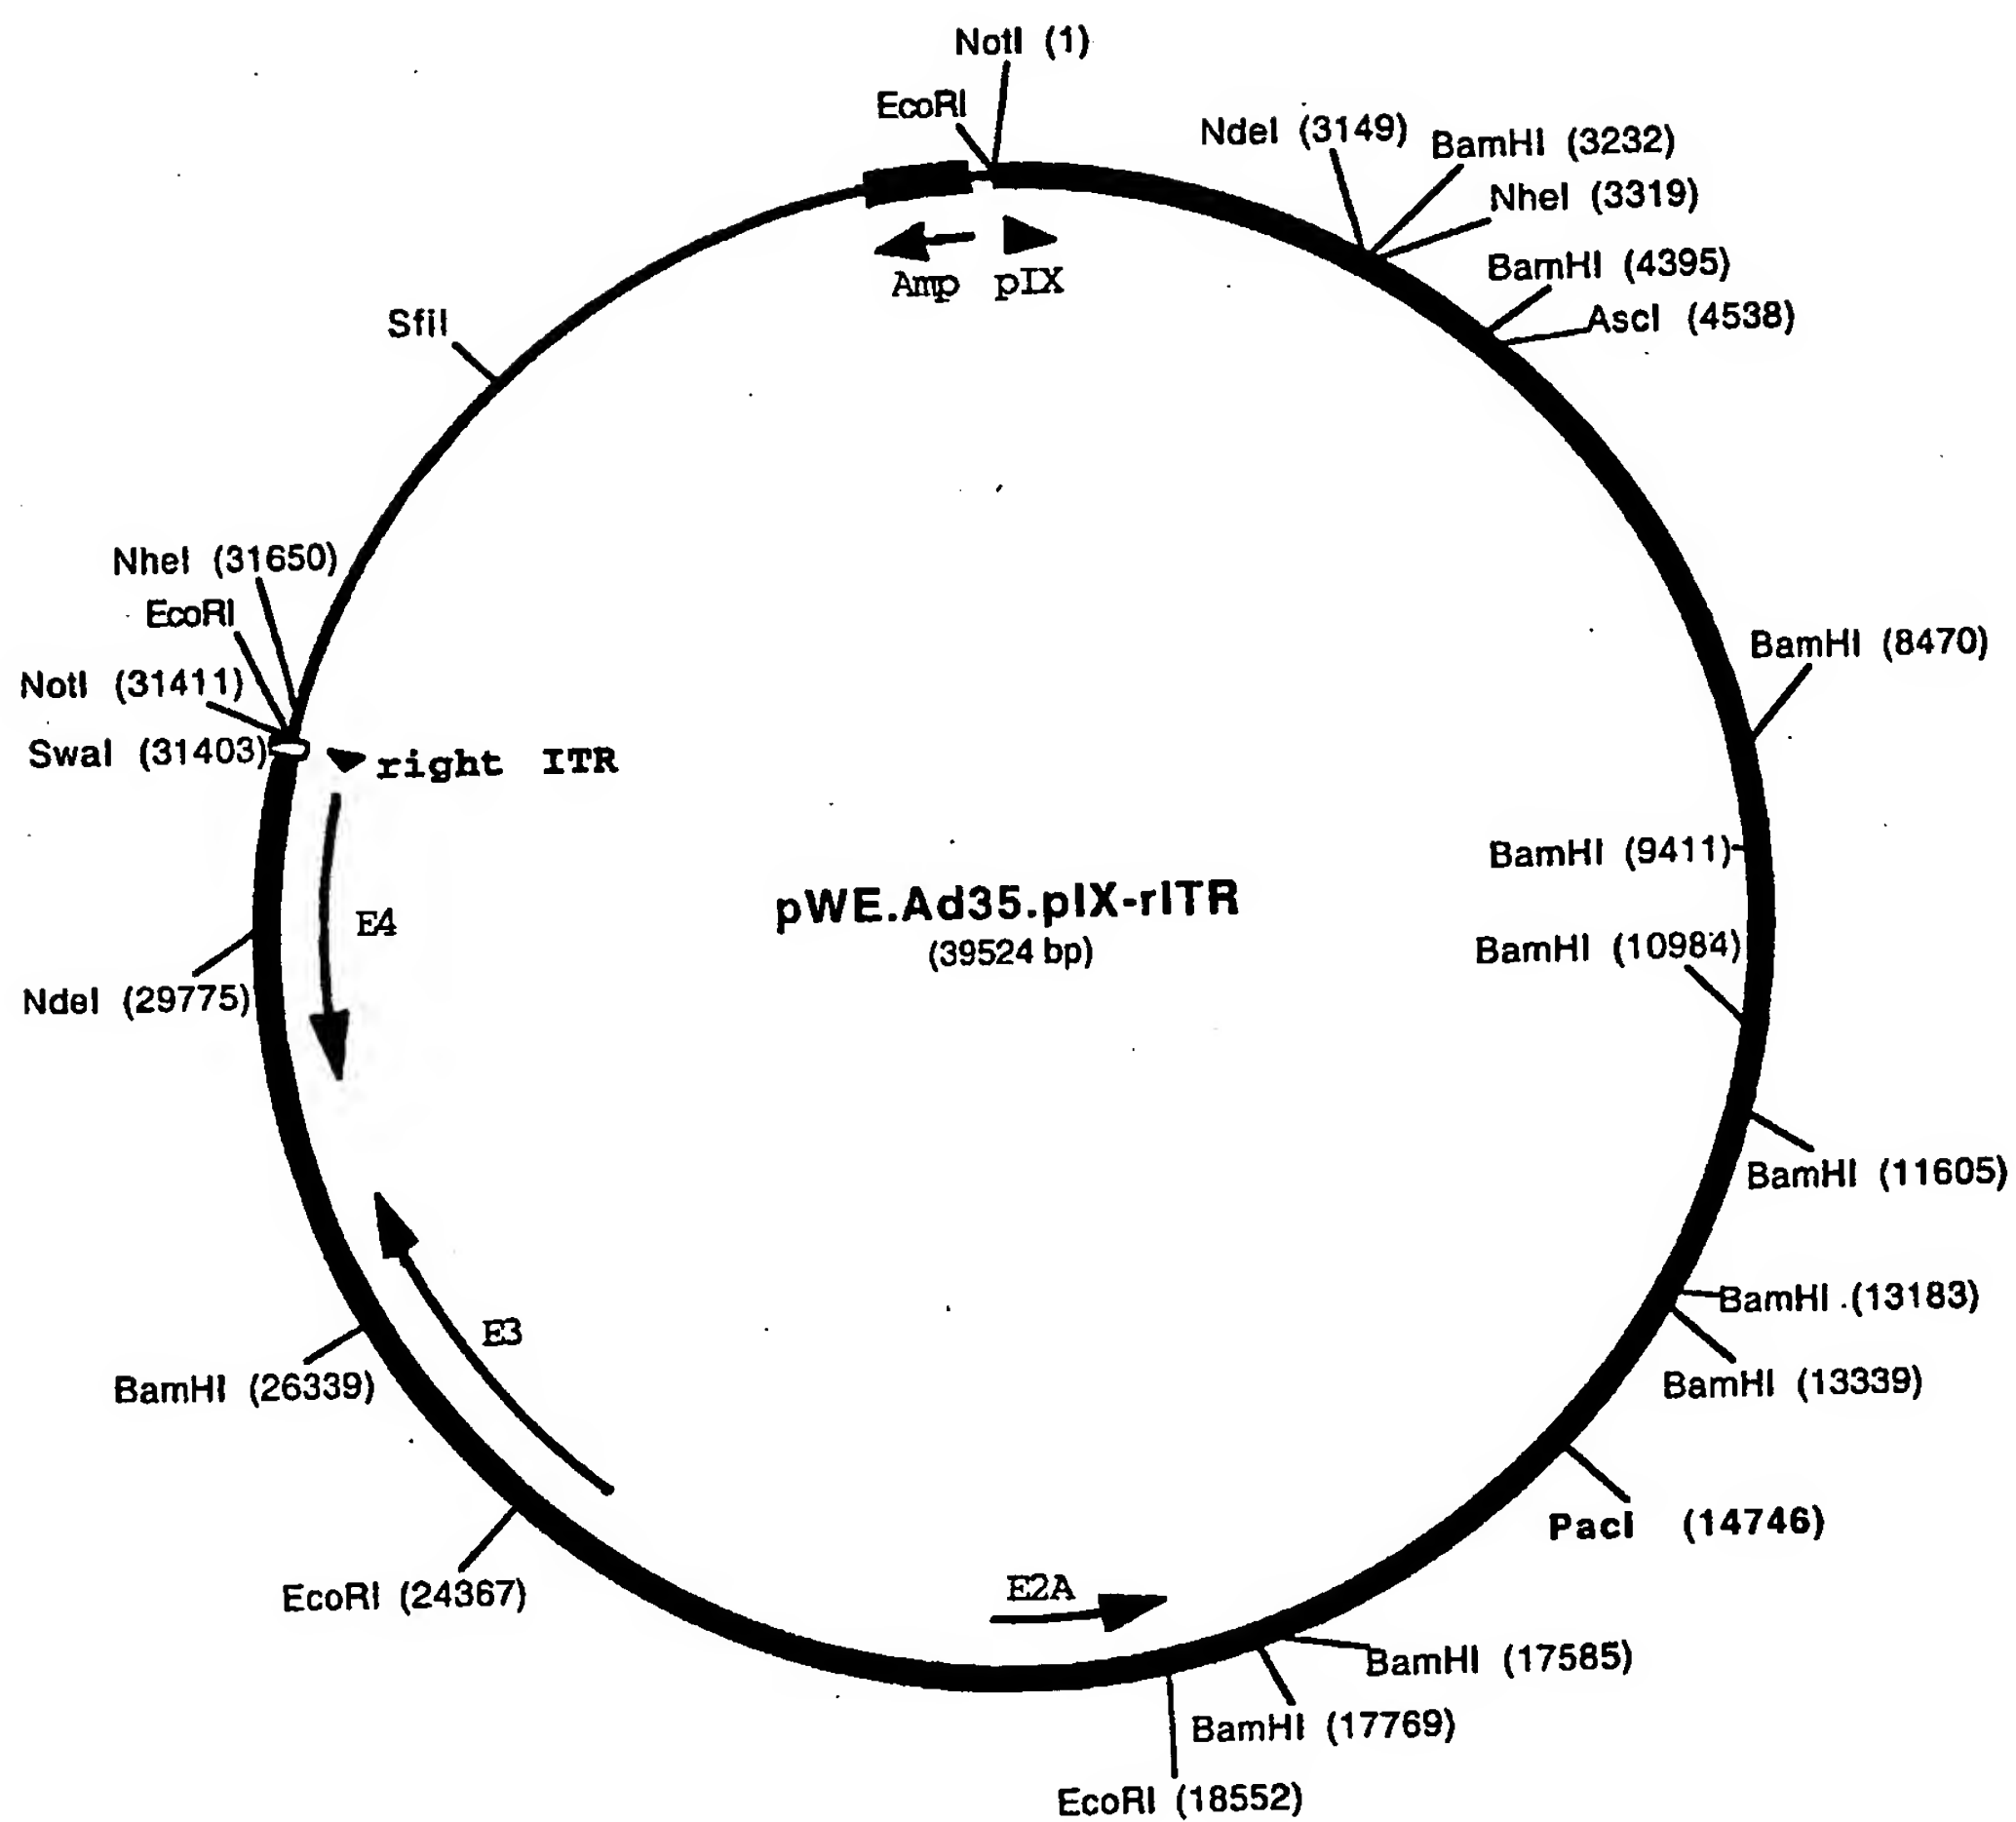 NotI (1)
EcoRI
NdeI (3149)
BamHI (3232)
NheI (3319)
BamHI (4395)
AscI (4538)
Amp pIX
SfiI
NheI (31650)
EcoRI
NotI (31411)
SwaI (31403)
right ITR
BamHI (8470)
BamHI (9411)
pWE.Ad35.pIX-rITR
(39524 bp)
E4
BamHI (10984)
NdeI (29775)
BamHI (11605)
BamHI (13183)
E3
BamHI (13339)
BamHI (26339)
PacI (14746)
E2A
EcoRI (24367)
BamHI (17585)
BamHI (17769)
EcoRI (18552)